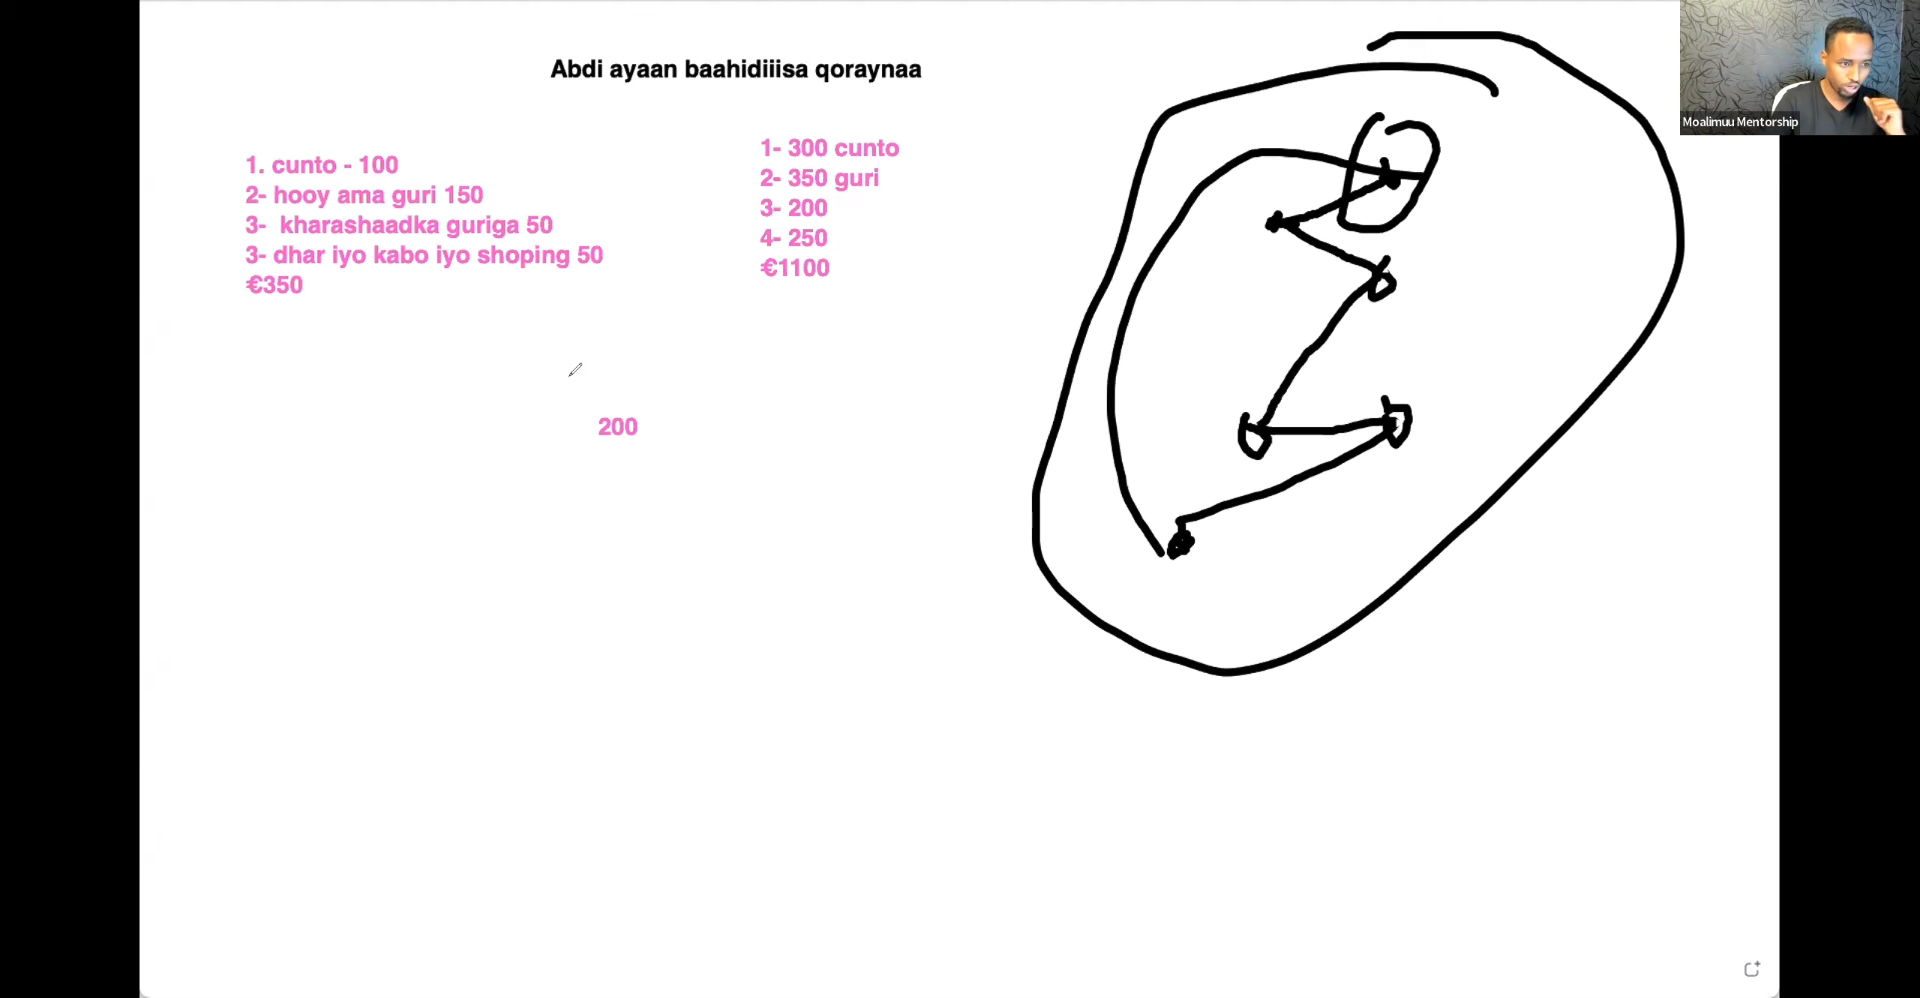 Abdi ayaan baahidiiisa qoraynaa
1. cunto - 100
2- hooy ama guri 150
3-  kharashaadka guriga 50
3- dhar iyo kabo iyo shoping 50
€350
1- 300 cunto
2- 350 guri
3- 200
4- 250
€1100
200
Moalimuu Mentorship